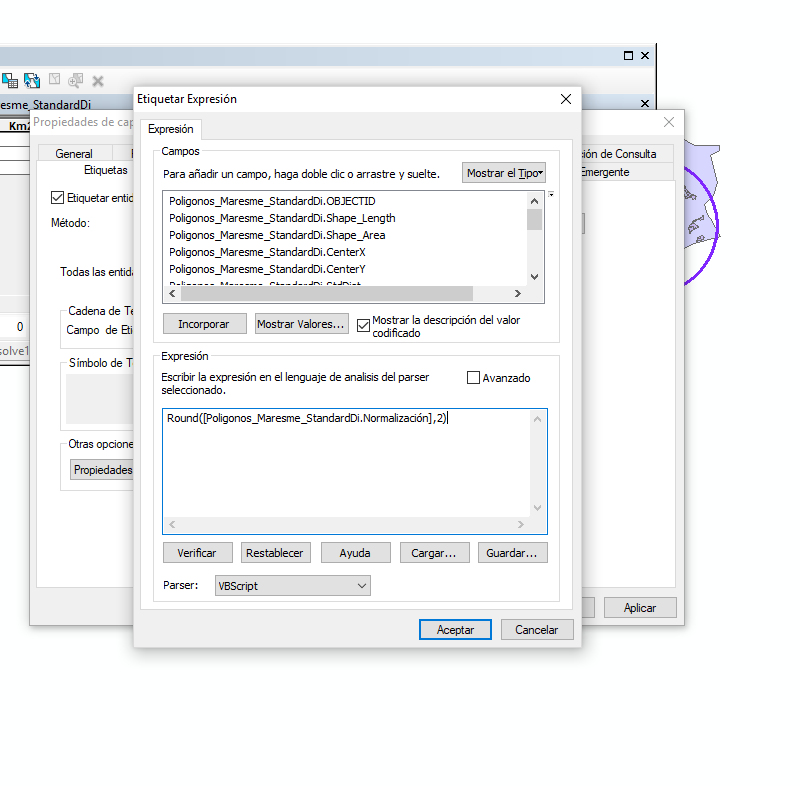 esme_StandardDi
Km2
Propiedades de cap
General
ión de Consulta
Etiquetas
Emergente
Etiquetar entid
Método:
Todas las entida
Cadena de Te
Campo de Eti
Símbolo de Te
Otras opcione
Propiedades
0
solve1
Aplicar
Etiquetar Expresión
Expresión
Campos
Para añadir un campo, haga doble clic o arrastre y suelte.
Mostrar el Tipo
Poligonos_Maresme_StandardDi.OBJECTID
Poligonos_Maresme_StandardDi.Shape_Length
Poligonos_Maresme_StandardDi.Shape_Area
Poligonos_Maresme_StandardDi.CenterX
Poligonos_Maresme_StandardDi.CenterY
Incorporar
Mostrar Valores...
Mostrar la descripción del valor
codificado
Expresión
Escribir la expresión en el lenguaje de analisis del parser
seleccionado.
Avanzado
Round([Poligonos_Maresme_StandardDi.Normalización],2)
Verificar
Restablecer
Ayuda
Cargar...
Guardar...
Parser:
VBScript
Aceptar
Cancelar